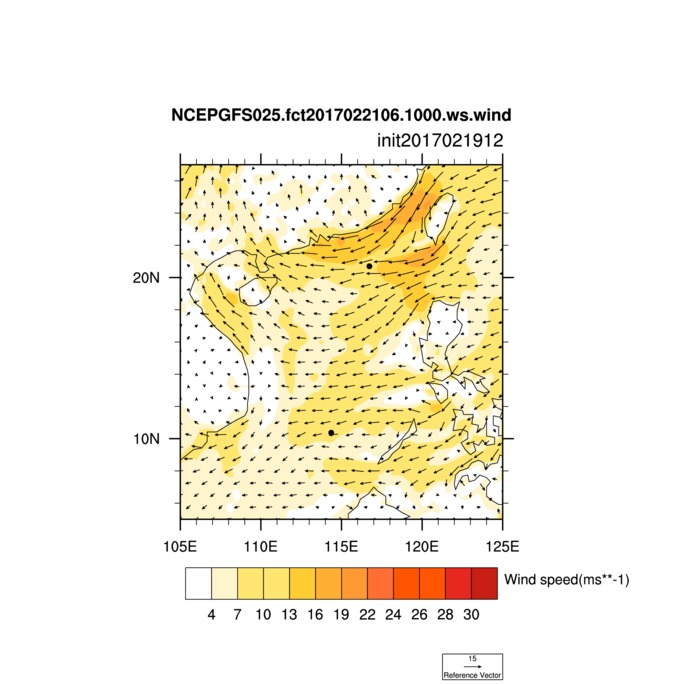 NCEPGFS025.fct2017022106.1000.ws.wind
init2017021912
20N
10N
105E 110E 115E 120E 125E
Wind speed(ms**-1)
4 7 10 13 16 19 22 24 26 28 30
15
Reference Vector